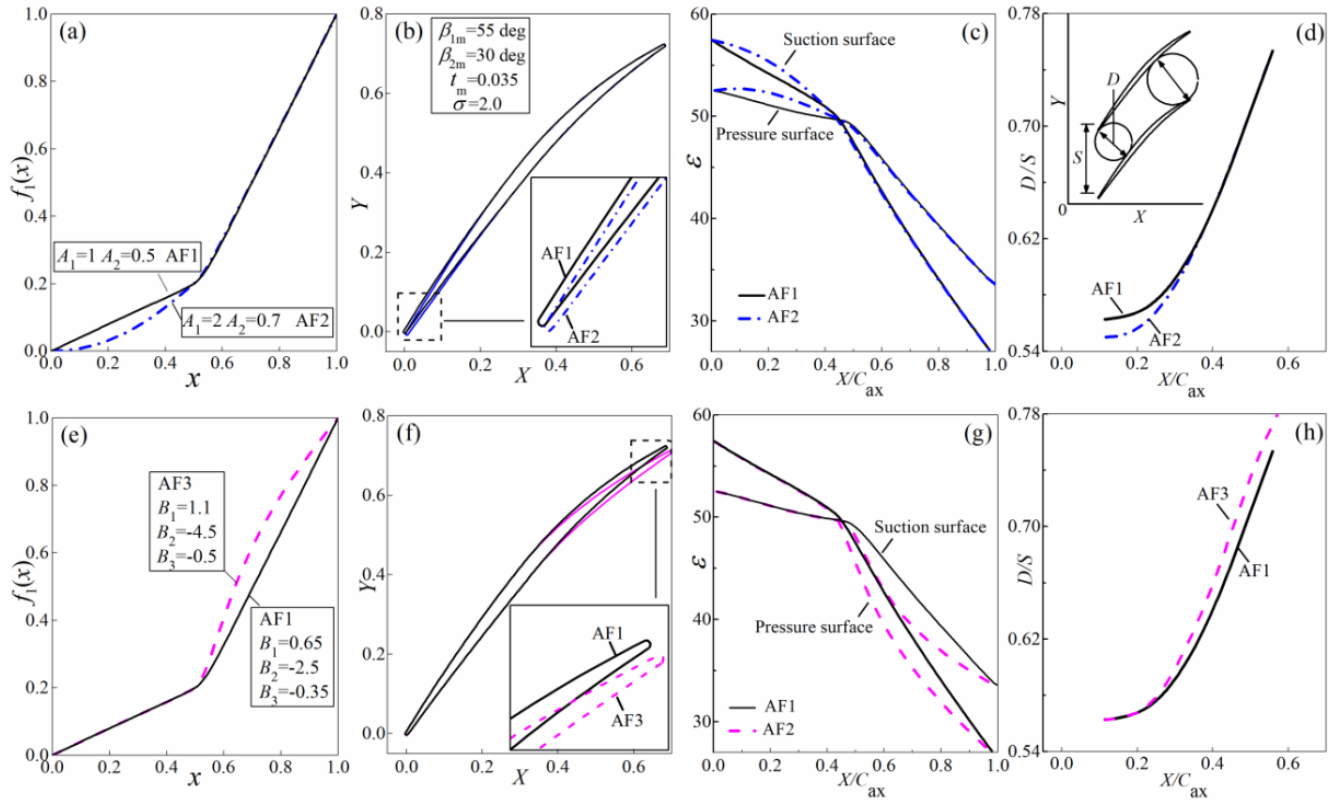 (a)
f₁(x)
1.0
0.8
0.6
0.4
0.2
0.0
A₁=1 A₂=0.5 AF1
A₁=2 A₂=0.7 AF2
0.0 0.2 0.4 0.6 0.8 1.0
x
(b)
Y
0.8
0.6
0.4
0.2
0.0
β₁ₘ=55 deg
β₂ₘ=30 deg
tₘ=0.035
σ=2.0
AF1
AF2
0.0 0.2 0.4 0.6
X
(c)
ε
60
50
40
30
Suction surface
Pressure surface
AF1
AF2
0.0 0.2 0.4 0.6 0.8 1.0
X/Cₐₓ
(d)
D/S
0.78
0.70
0.62
0.54
Y
D
S
0
X
AF1
AF2
0.0 0.2 0.4 0.6
X/Cₐₓ
(e)
f₁(x)
1.0
0.8
0.6
0.4
0.2
0.0
AF3
B₁=1.1
B₂=-4.5
B₃=-0.5
AF1
B₁=0.65
B₂=-2.5
B₃=-0.35
0.0 0.2 0.4 0.6 0.8 1.0
x
(f)
Y
0.8
0.6
0.4
0.2
0.0
AF1
AF3
0.0 0.2 0.4 0.6
X
(g)
ε
60
50
40
30
Suction surface
Pressure surface
AF1
AF2
0.0 0.2 0.4 0.6 0.8 1.0
X/Cₐₓ
(h)
D/S
0.78
0.70
0.62
0.54
AF3
AF1
0.0 0.2 0.4 0.6
X/Cₐₓ